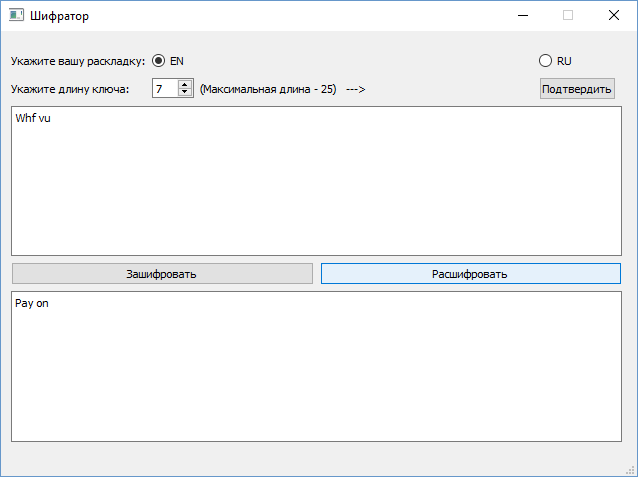 Шифратор
Укажите вашу раскладку: EN RU
Укажите длину ключа: 7 (Максимальная длина - 25) ---> Подтвердить
Whf vu
Зашифровать Расшифровать
Pay on